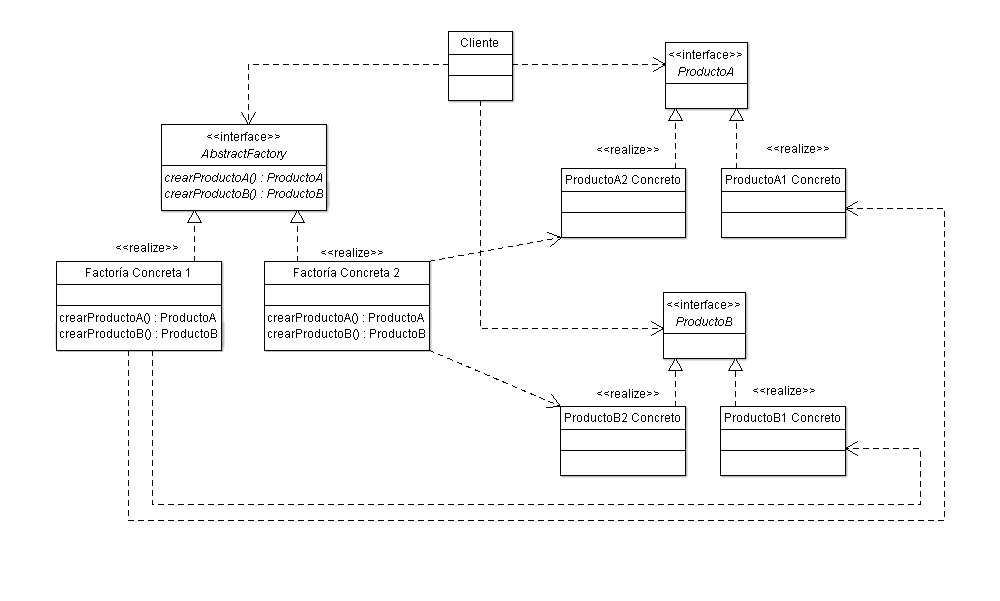 Cliente
<<interface>>
ProductoA
<<interface>>
AbstractFactory
crearProductoA() : ProductoA
crearProductoB() : ProductoB
<<realize>>
<<realize>>
ProductoA2 Concreto
ProductoA1 Concreto
<<realize>>
<<realize>>
Factoría Concreta 1
crearProductoA() : ProductoA
crearProductoB() : ProductoB
Factoría Concreta 2
crearProductoA() : ProductoA
crearProductoB() : ProductoB
<<interface>>
ProductoB
<<realize>>
<<realize>>
ProductoB2 Concreto
ProductoB1 Concreto